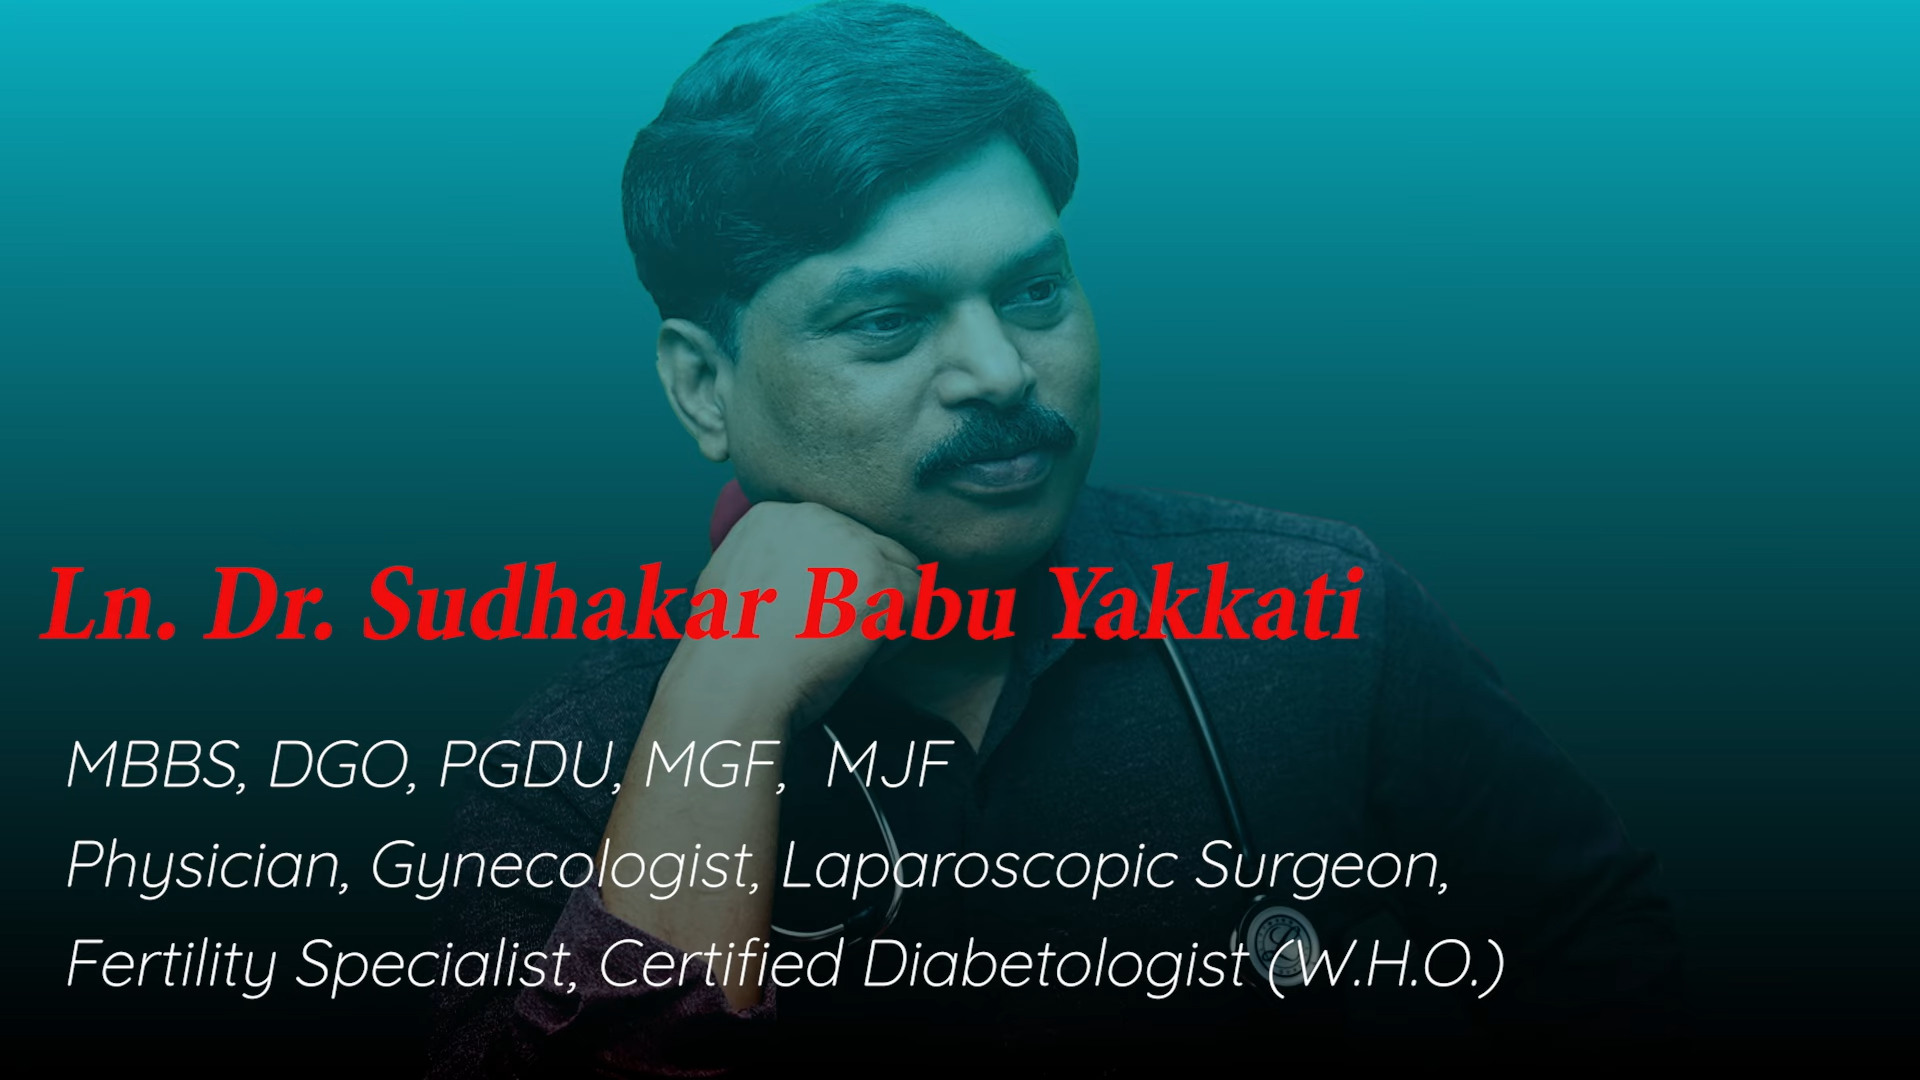 Ln. Dr. Sudhakar Babu Yakkati
MBBS, DGO, PGDU, MGF, MJF
Physician, Gynecologist, Laparoscopic Surgeon,
Fertility Specialist, Certified Diabetologist (W.H.O.)